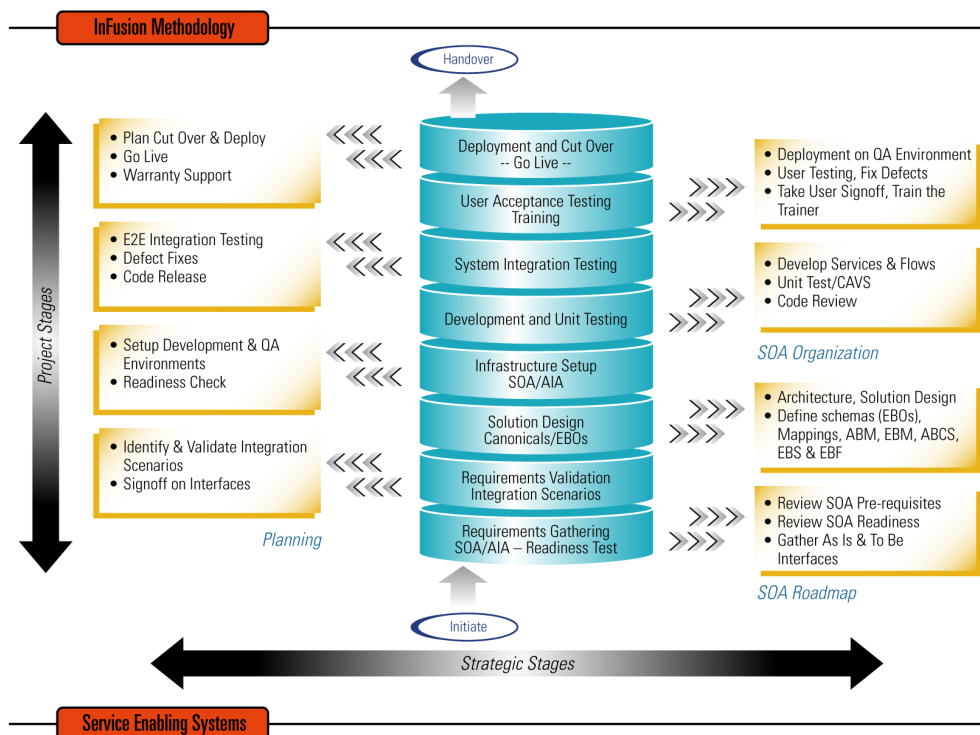 InFusion Methodology
Handover
Project Stages
• Plan Cut Over & Deploy
• Go Live
• Warranty Support
• E2E Integration Testing
• Defect Fixes
• Code Release
• Setup Development & QA
Environments
• Readiness Check
• Identify & Validate Integration
Scenarios
• Signoff on Interfaces
Planning
Deployment and Cut Over
-- Go Live --
User Acceptance Testing
Training
System Integration Testing
Development and Unit Testing
Infrastructure Setup
SOA/AIA
Solution Design
Canonicals/EBOs
Requirements Validation
Integration Scenarios
Requirements Gathering
SOA/AIA – Readiness Test
• Deployment on QA Environment
• User Testing, Fix Defects
• Take User Signoff, Train the
Trainer
• Develop Services & Flows
• Unit Test/CAVS
• Code Review
SOA Organization
• Architecture, Solution Design
• Define schemas (EBOs),
Mappings, ABM, EBM, ABCS,
EBS & EBF
• Review SOA Pre-requisites
• Review SOA Readiness
• Gather As Is & To Be
Interfaces
SOA Roadmap
Initiate
Strategic Stages
Service Enabling Systems